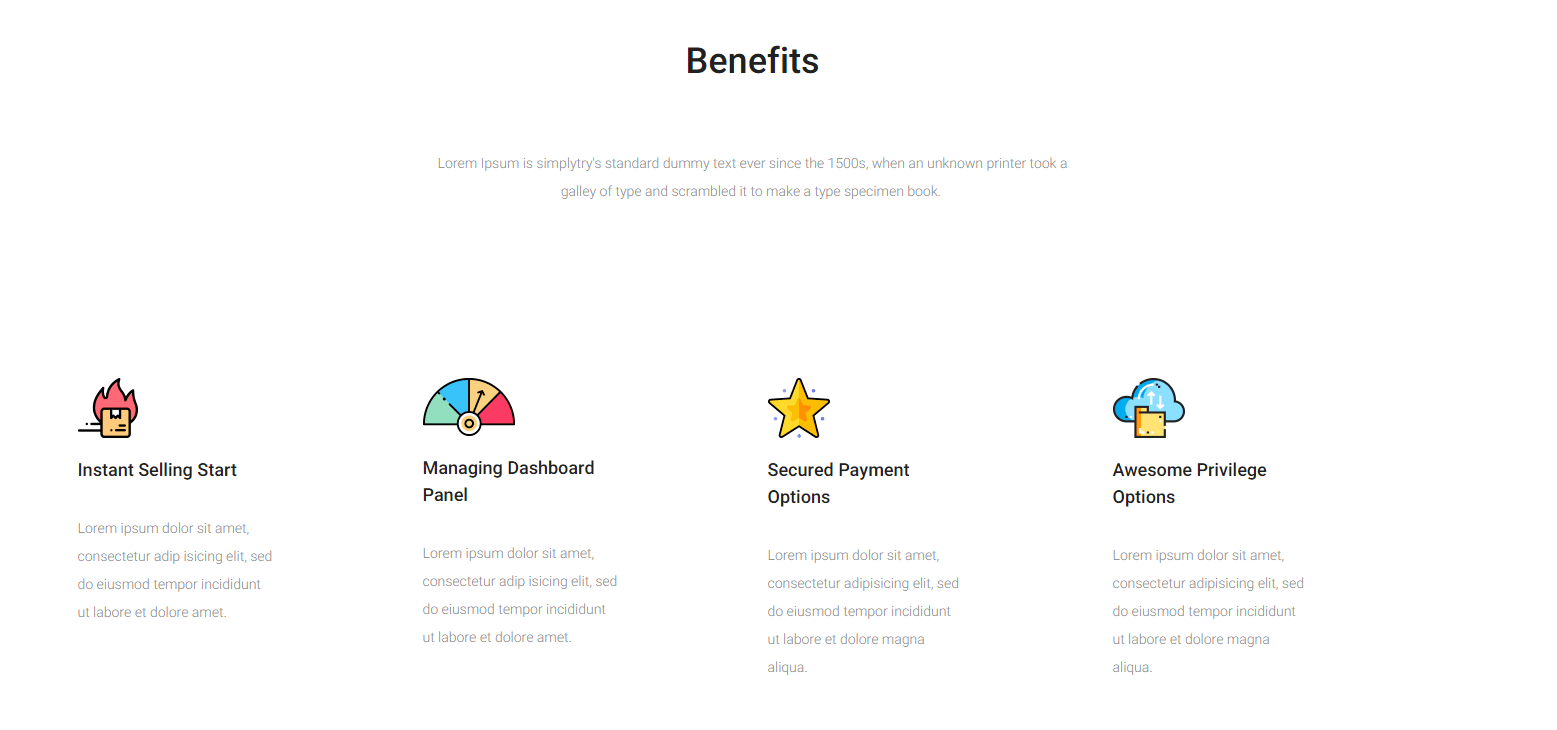 Benefits
Lorem Ipsum is simplytry's standard dummy text ever since the 1500s, when an unknown printer took a
galley of type and scrambled it to make a type specimen book.
Instant Selling Start
Lorem ipsum dolor sit amet,
consectetur adip isicing elit, sed
do eiusmod tempor incididunt
ut labore et dolore amet.
Managing Dashboard
Panel
Lorem ipsum dolor sit amet,
consectetur adip isicing elit, sed
do eiusmod tempor incididunt
ut labore et dolore amet.
Secured Payment
Options
Lorem ipsum dolor sit amet,
consectetur adipisicing elit, sed
do eiusmod tempor incididunt
ut labore et dolore magna
aliqua.
Awesome Privilege
Options
Lorem ipsum dolor sit amet,
consectetur adipisicing elit, sed
do eiusmod tempor incididunt
ut labore et dolore magna
aliqua.